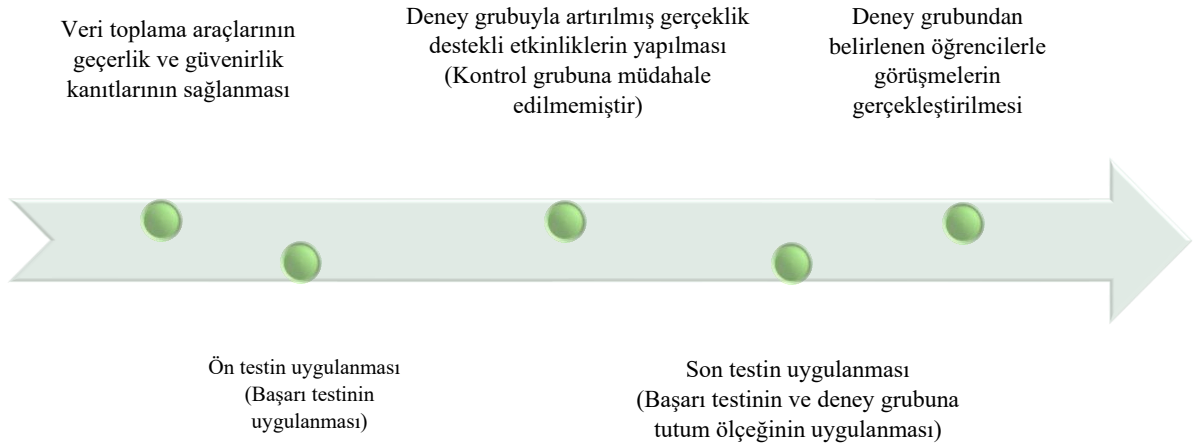 Veri toplama araçlarının
geçerlik ve güvenirlik
kanıtlarının sağlanması
Deney grubuyla artırılmış gerçeklik
destekli etkinliklerin yapılması
(Kontrol grubuna müdahale
edilmemiştir)
Deney grubundan
belirlenen öğrencilerle
görüşmelerin
gerçekleştirilmesi
Ön testin uygulanması
(Başarı testinin
uygulanması)
Son testin uygulanması
(Başarı testinin ve deney grubuna
tutum ölçeğinin uygulanması)